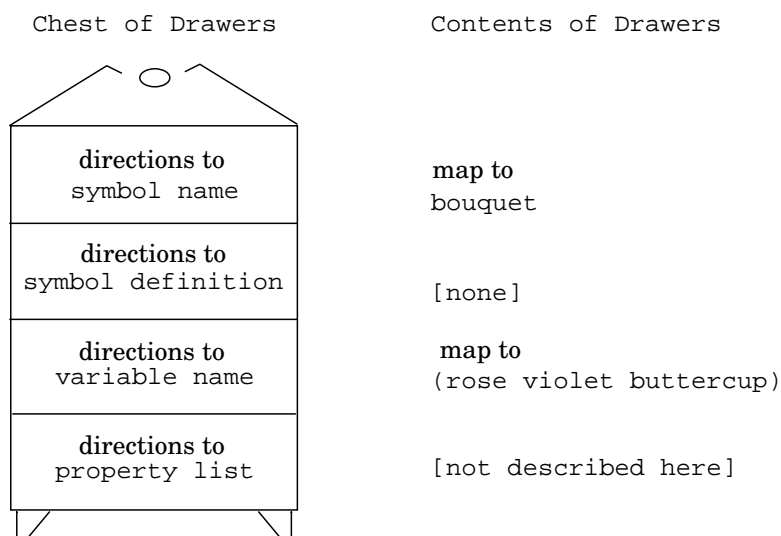 Chest of Drawers
Contents of Drawers
directions to
symbol name
map to
bouquet
directions to
symbol definition
[none]
directions to
variable name
map to
(rose violet buttercup)
directions to
property list
[not described here]